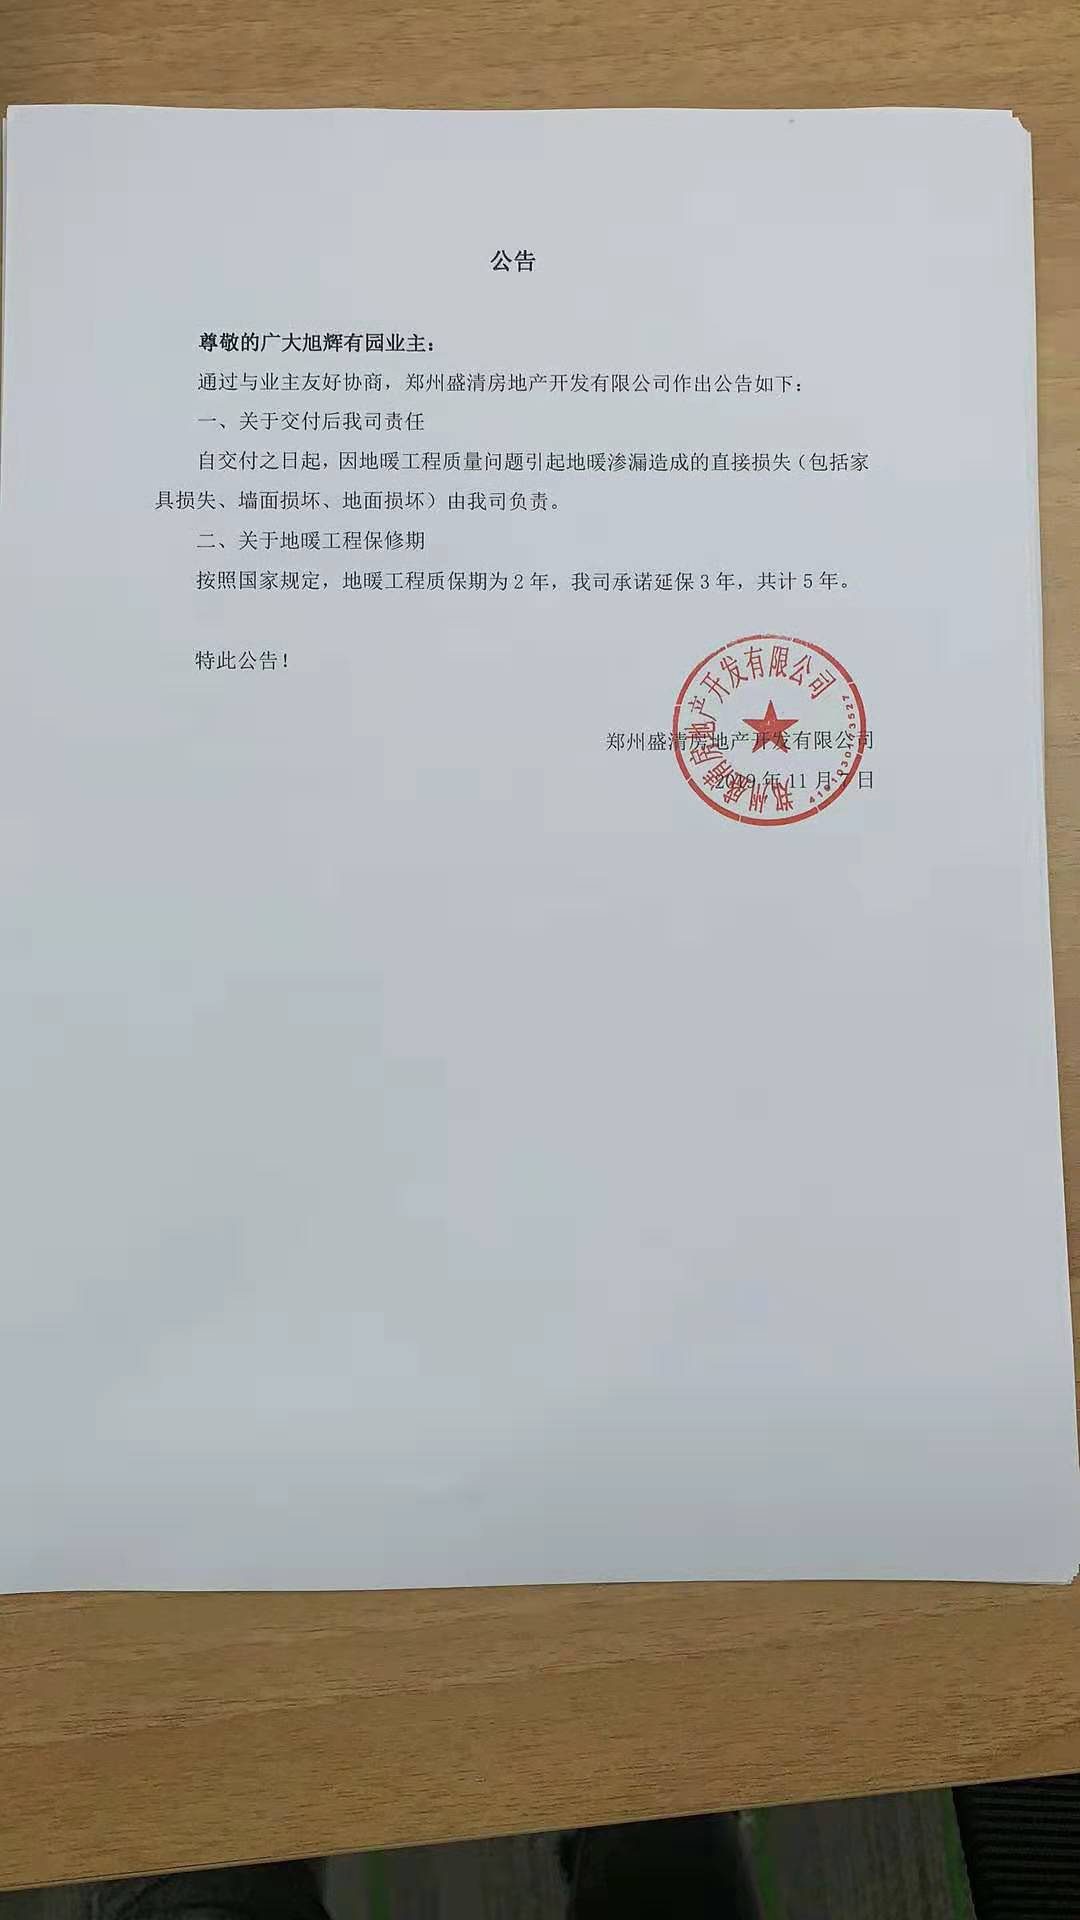 公告
尊敬的广大旭辉有园业主：
通过与业主友好协商，郑州盛清房地产开发有限公司作出公告如下：
一、关于交付后我司责任
自交付之日起，因地暖工程质量问题引起地暖渗漏造成的直接损失（包括家
具损失、墙面损坏、地面损坏）由我司负责。
二、关于地暖工程保修期
按照国家规定，地暖工程质保期为 2 年，我司承诺延保 3 年，共计 5 年。
特此公告！
郑州盛清房地产开发有限公司
郑州盛清房地产开发有限公司
2019 年 11 月 7 日